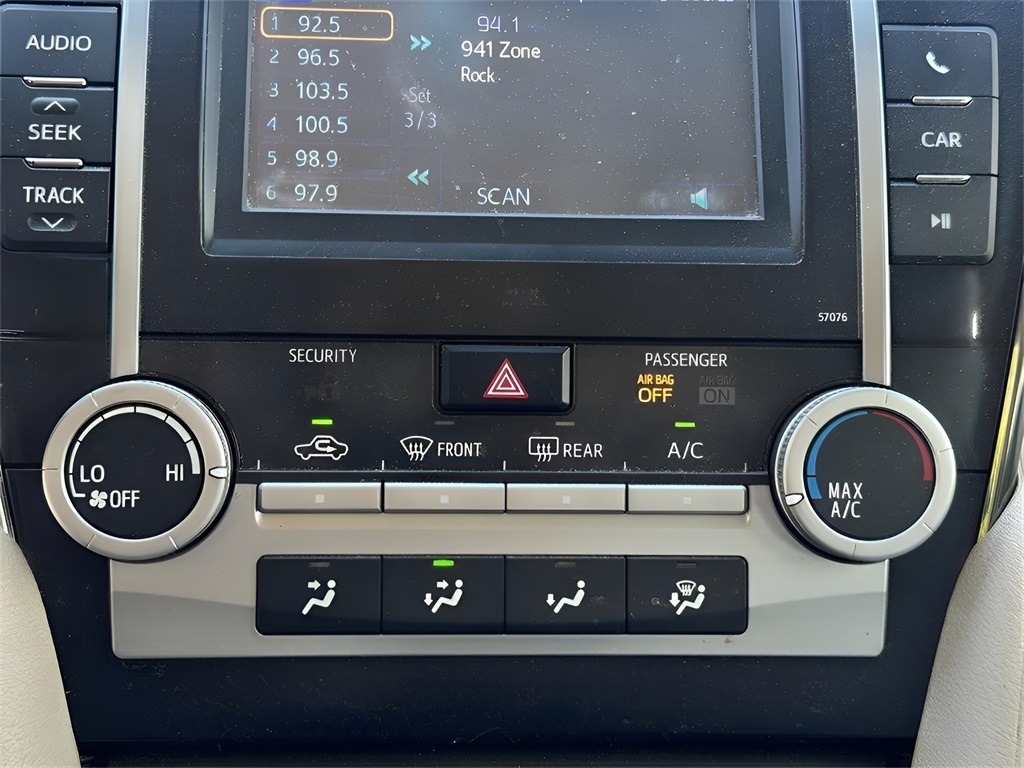 AUDIO
SEEK
TRACK
1 92.5
2 96.5
3 103.5
4 100.5
5 98.9
6 97.9
Set
3/3
94.1
941 Zone
Rock
SCAN
CAR
57076
SECURITY
PASSENGER
AIR BAG
OFF
AIR BAG
ON
FRONT
REAR
A/C
LO
HI
OFF
MAX
A/C